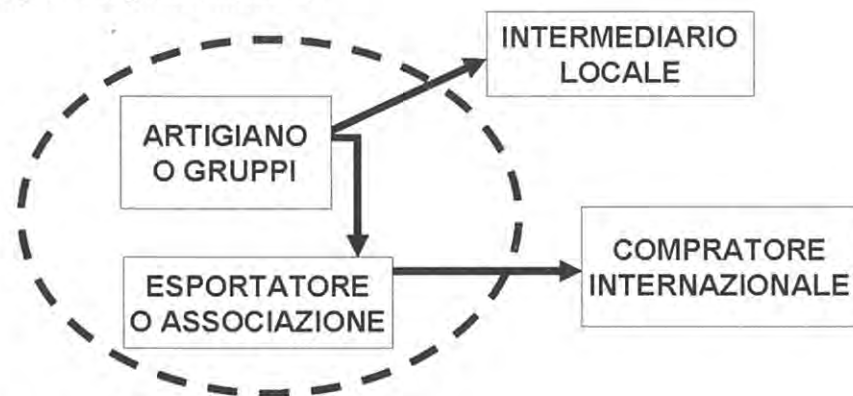 INTERMEDIARIO
LOCALE
ARTIGIANO
O GRUPPI
COMPRATORE
INTERNAZIONALE
ESPORTATORE
O ASSOCIAZIONE